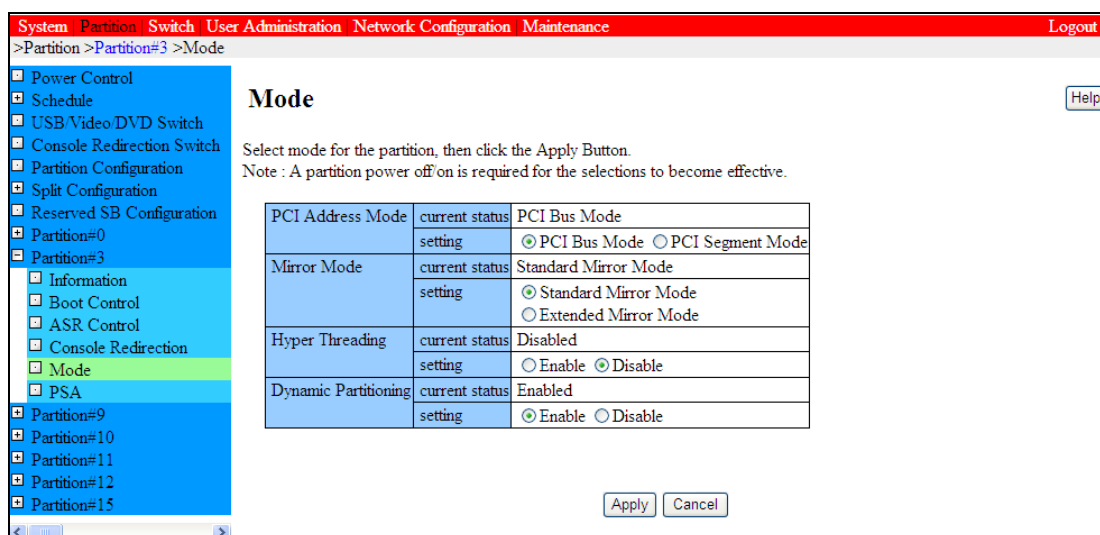 System Partition Switch User Administration Network Configuration Maintenance Logout
>Partition >Partition#3 >Mode
Power Control
Schedule
USB/Video/DVD Switch
Console Redirection Switch
Partition Configuration
Split Configuration
Reserved SB Configuration
Partition#0
Partition#3
Information
Boot Control
ASR Control
Console Redirection
Mode
PSA
Partition#9
Partition#10
Partition#11
Partition#12
Partition#15
Mode
Help
Select mode for the partition, then click the Apply Button.
Note : A partition power off/on is required for the selections to become effective.
PCI Address Mode current status PCI Bus Mode
setting PCI Bus Mode PCI Segment Mode
Mirror Mode current status Standard Mirror Mode
setting Standard Mirror Mode
Extended Mirror Mode
Hyper Threading current status Disabled
setting Enable Disable
Dynamic Partitioning current status Enabled
setting Enable Disable
Apply Cancel